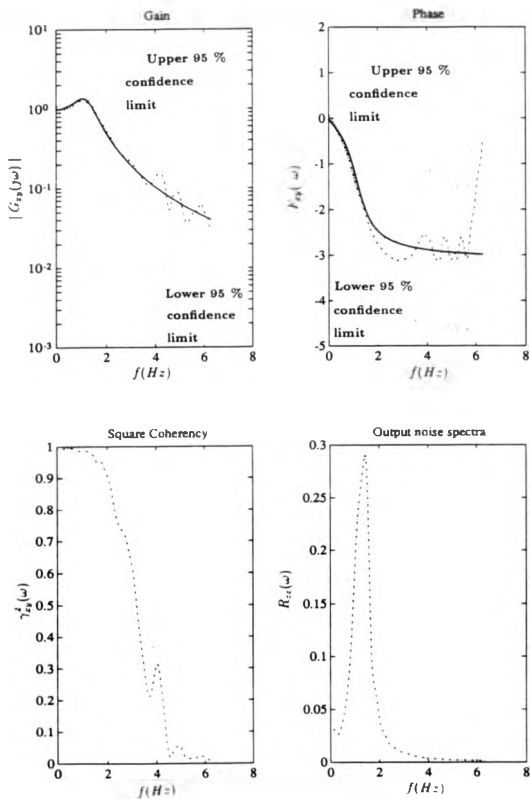 Gain
10¹
Upper 95 %
confidence
limit
10⁰
|G_xy(jω)|
10⁻¹
10⁻²
Lower 95 %
confidence
limit
10⁻³
0 2 4 6 8
f(Hz)
Phase
2
1
Upper 95 %
confidence
limit
0
-1
F_xy( ω)
-2
-3
Lower 95 %
confidence
limit
-4
-5
0 2 4 6 8
f(Hz)
Square Coherency
1
0.9
0.8
0.7
0.6
γ²_xy(ω)
0.5
0.4
0.3
0.2
0.1
0
0 2 4 6 8
f(Hz)
Output noise spectra
0.3
0.25
0.2
R_zz(ω)
0.15
0.1
0.05
0
0 2 4 6 8
f(Hz)